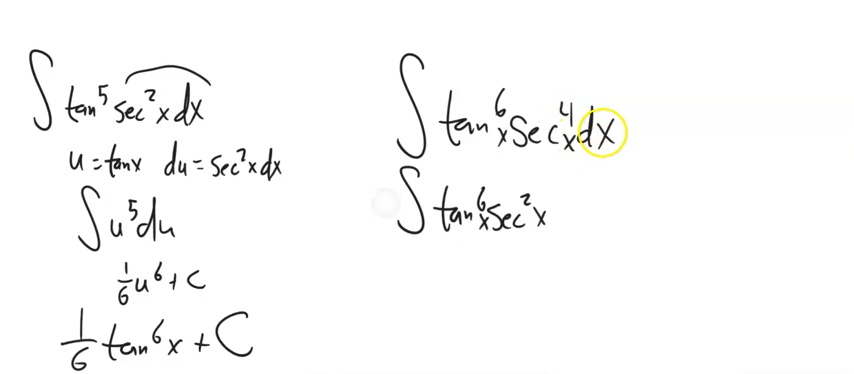 ∫ tan⁵ sec²x dx
u = tanx du = sec²x dx
∫ u⁵ du
1/6 u⁶ + C
1/6 tan⁶x + C
∫ tan⁶x sec⁴x dx
∫ tan⁶x sec²x